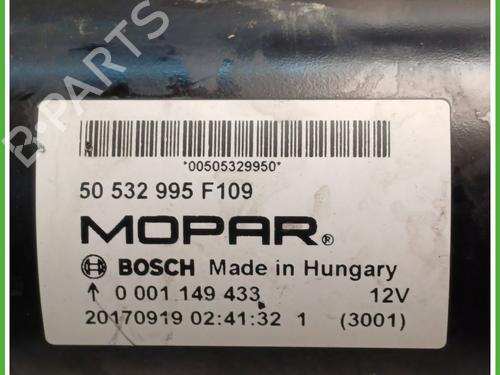 B-PARTS
*00505329950*
50 532 995 F109
MOPAR®
BOSCH Made in Hungary
↑ 0 001 149 433 12V
20170919 02:41:32 1 (3001)